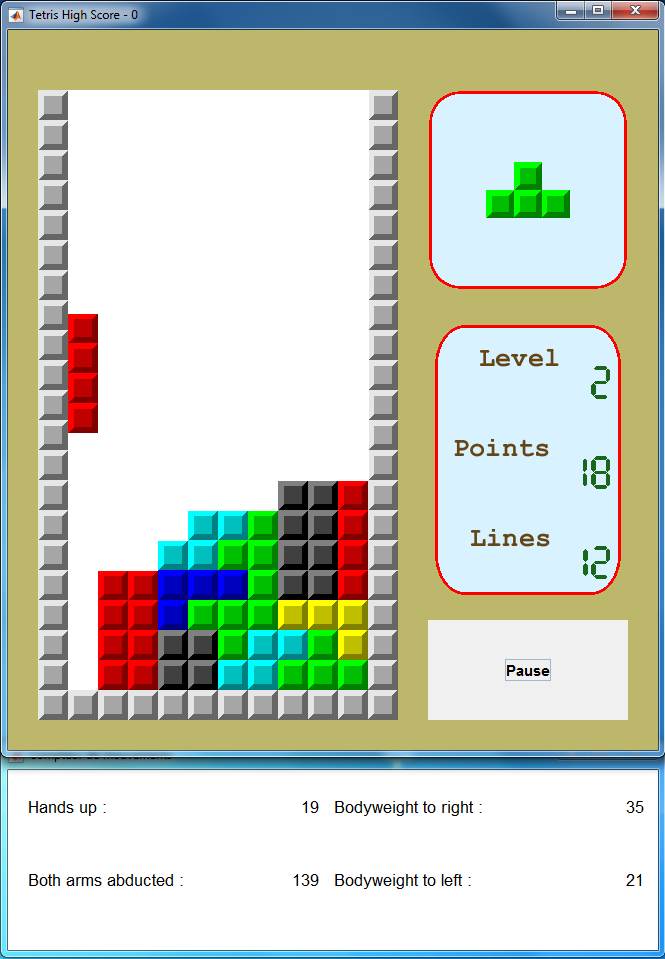 Tetris High Score - 0
Level
2
Points
18
Lines
12
Pause
Hands up : 19 Bodyweight to right : 35
Both arms abducted : 139 Bodyweight to left : 21